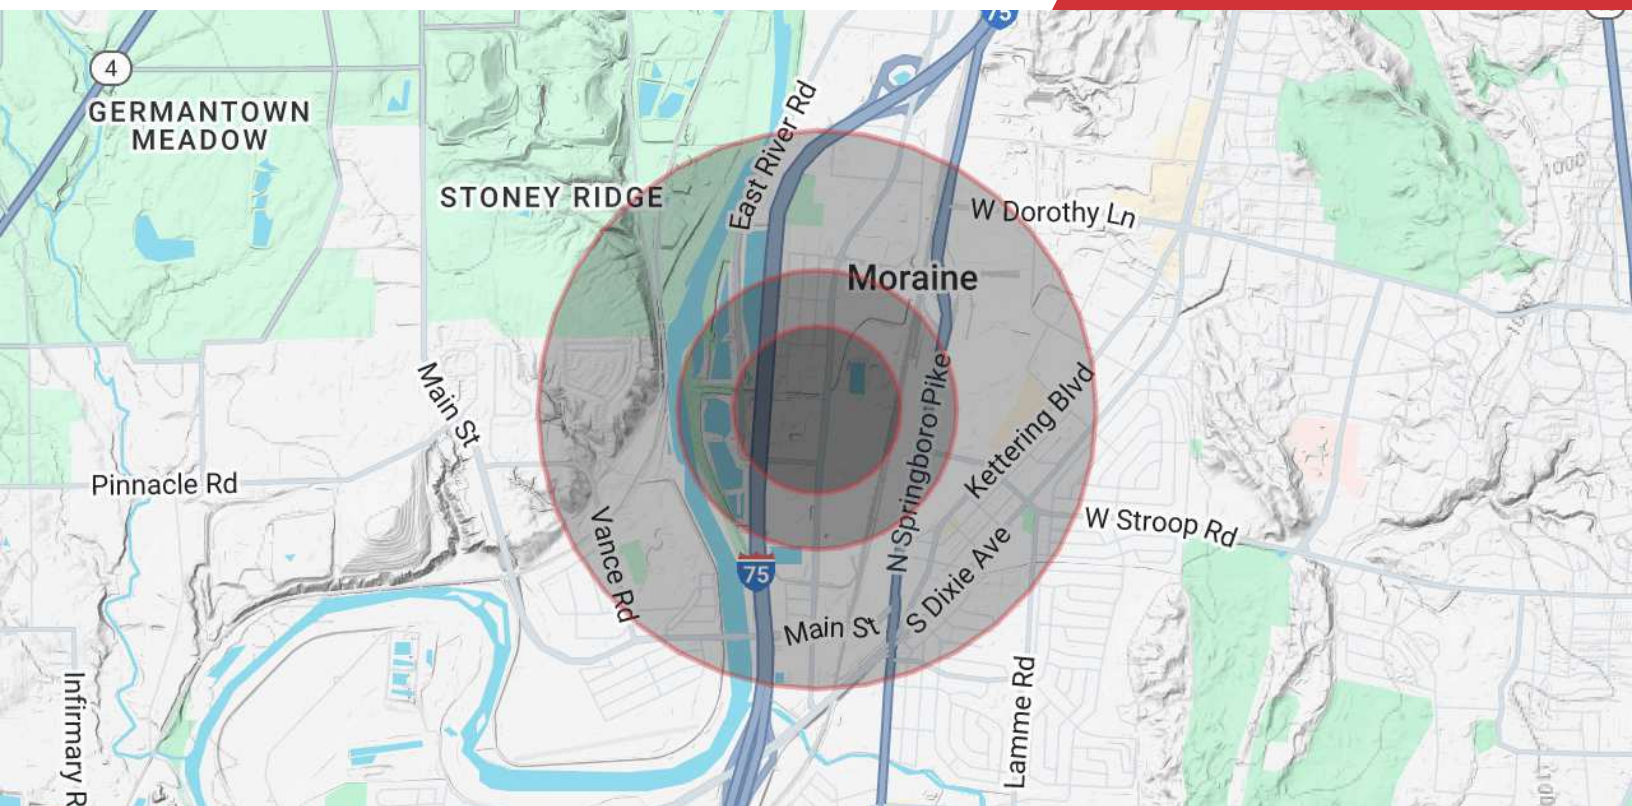 75
4
GERMANTOWN
MEADOW
STONEY RIDGE
East River Rd
W Dorothy Ln
1000
Moraine
Main St
N Springboro Pike
Kettering Blvd
Pinnacle Rd
Vance Rd
W Stroop Rd
75
S Dixie Ave
Main St
Lamme Rd
Infirmary R